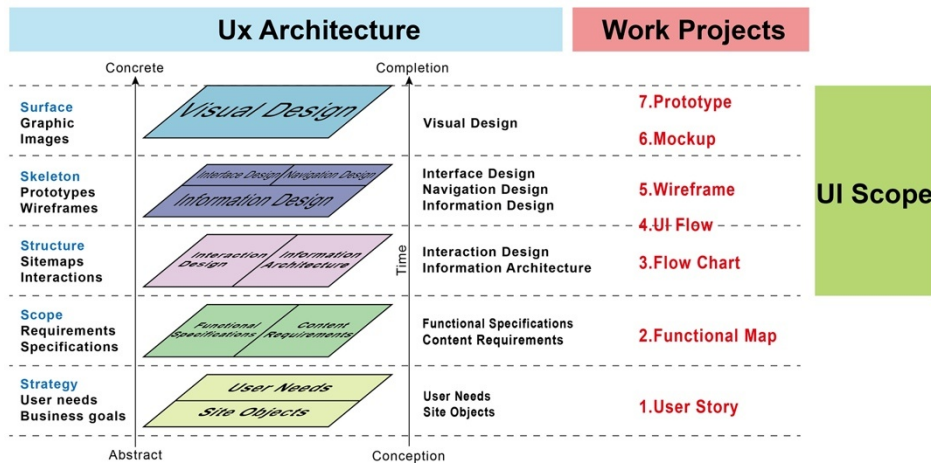 Ux Architecture
Work Projects
Concrete
Completion
Surface
Graphic
Images
Visual Design
Visual Design
7.Prototype
6.Mockup
Skeleton
Prototypes
Wireframes
Interface Design
Navigation Design
Information Design
Interface Design
Navigation Design
Information Design
5.Wireframe
4.UI Flow
UI Scope
Structure
Sitemaps
Interactions
Interaction
Design
Information
Architecture
Time
Interaction Design
Information Architecture
3.Flow Chart
Scope
Requirements
Specifications
Functional
Specifications
Content
Requirements
Functional Specifications
Content Requirements
2.Functional Map
Strategy
User needs
Business goals
User Needs
Site Objects
User Needs
Site Objects
1.User Story
Abstract
Conception